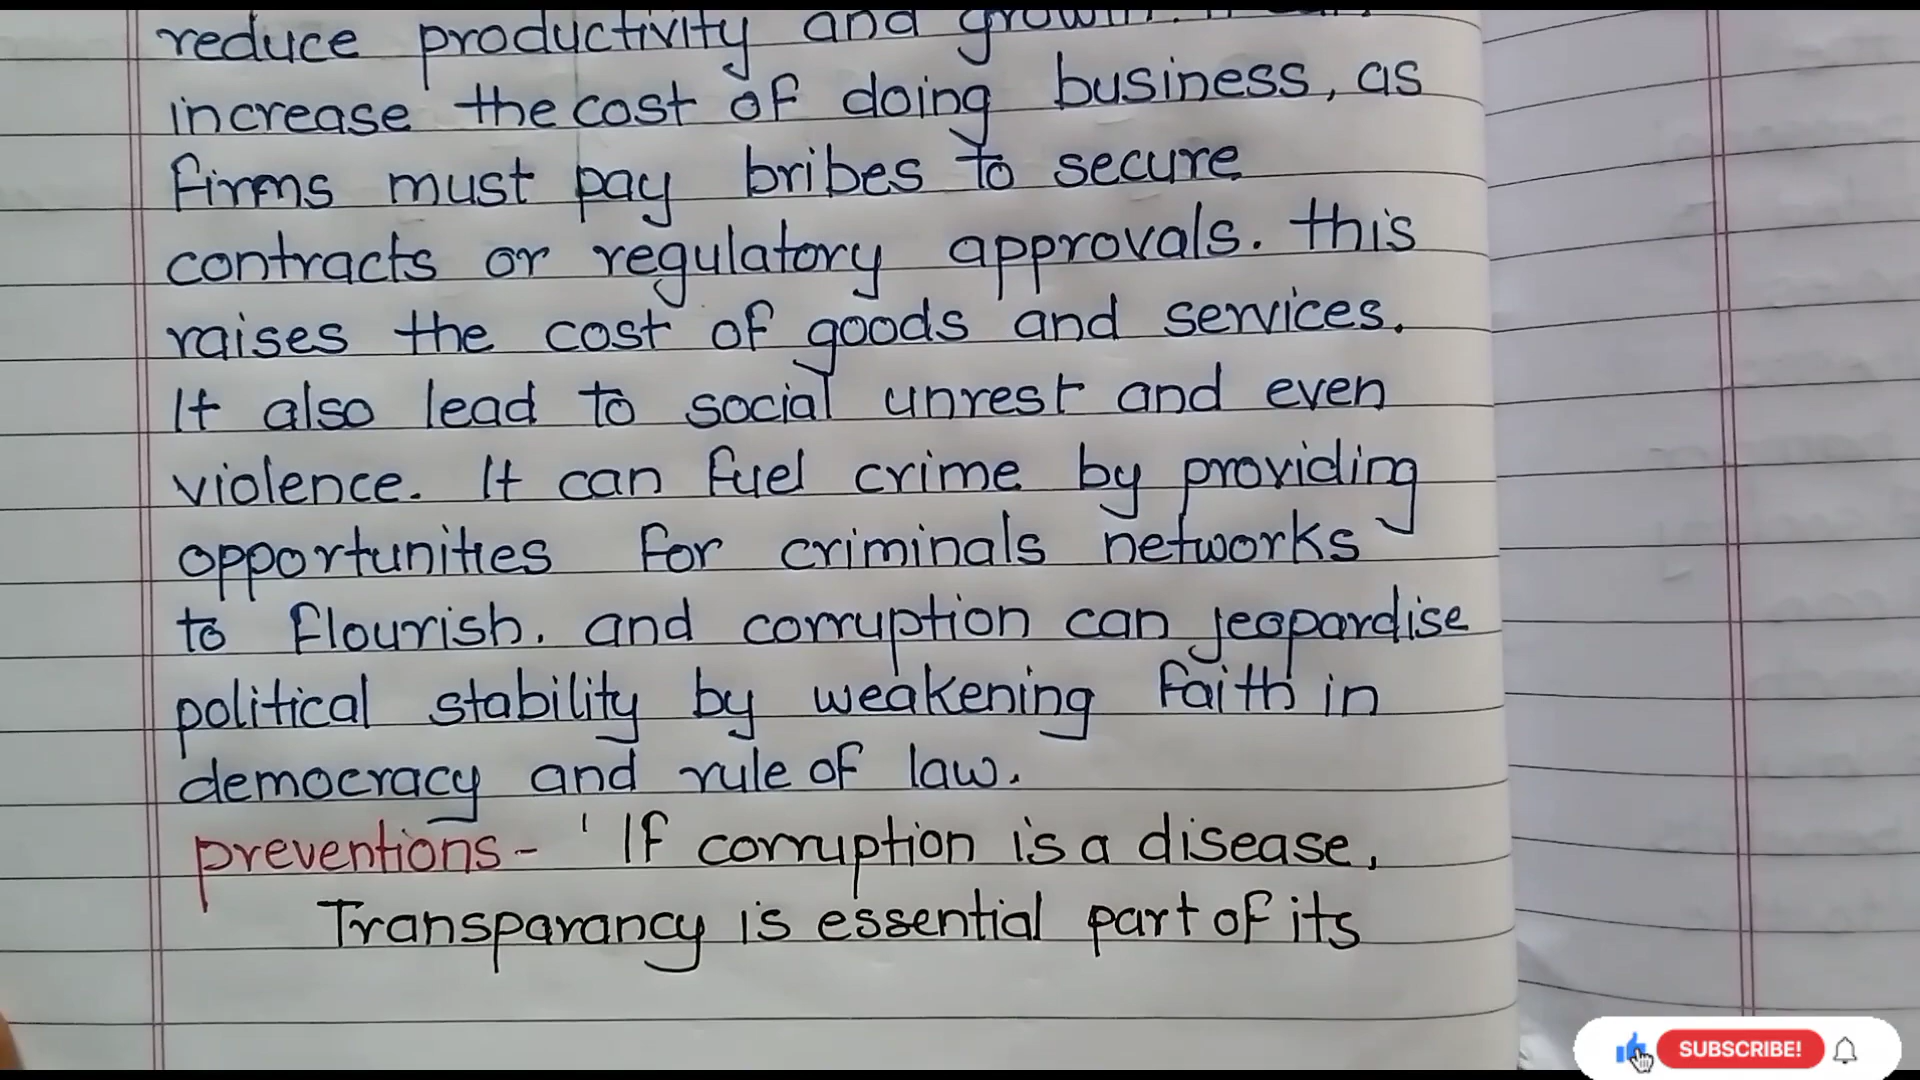 reduce productivity and growth. It can
increase the cost of doing business, as
firms must pay bribes to secure
contracts or regulatory approvals. this
raises the cost of goods and services.
It also lead to social unrest and even
violence. It can fuel crime by providing
opportunities for criminals networks
to flourish. and corruption can jeopardise
political stability by weakening faith in
democracy and rule of law.
preventions - ' If corruption is a disease,
Transparancy is essential part of its
SUBSCRIBE!